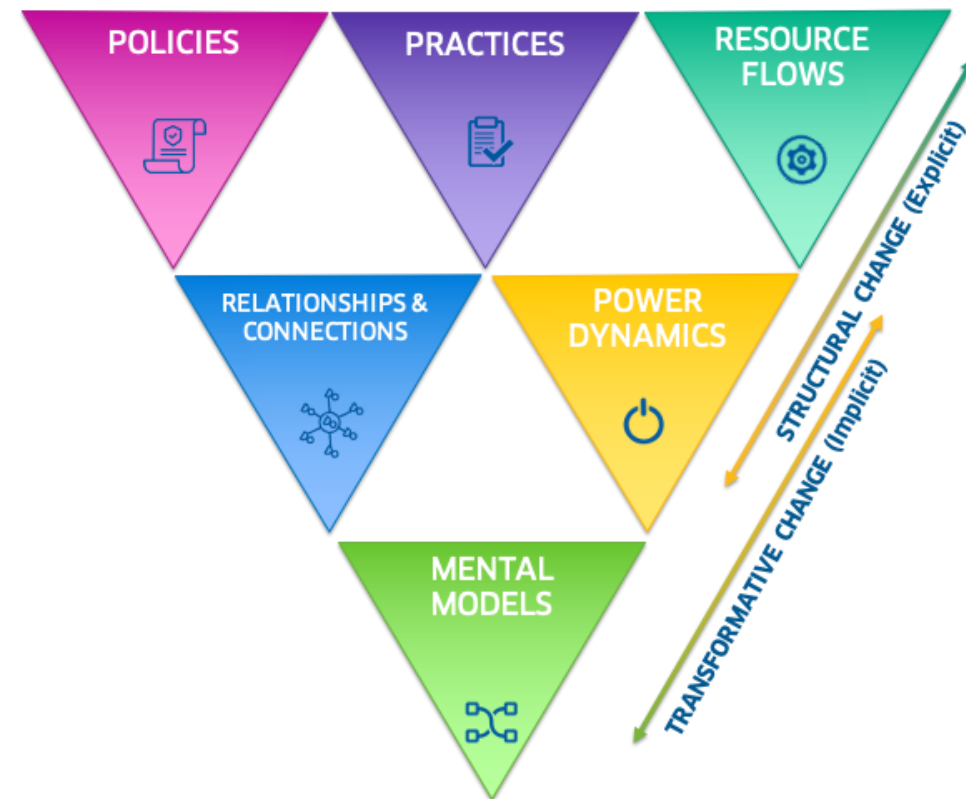 POLICIES
PRACTICES
RESOURCE
FLOWS
RELATIONSHIPS &
CONNECTIONS
POWER
DYNAMICS
MENTAL
MODELS
STRUCTURAL CHANGE (Explicit)
TRANSFORMATIVE CHANGE (Implicit)